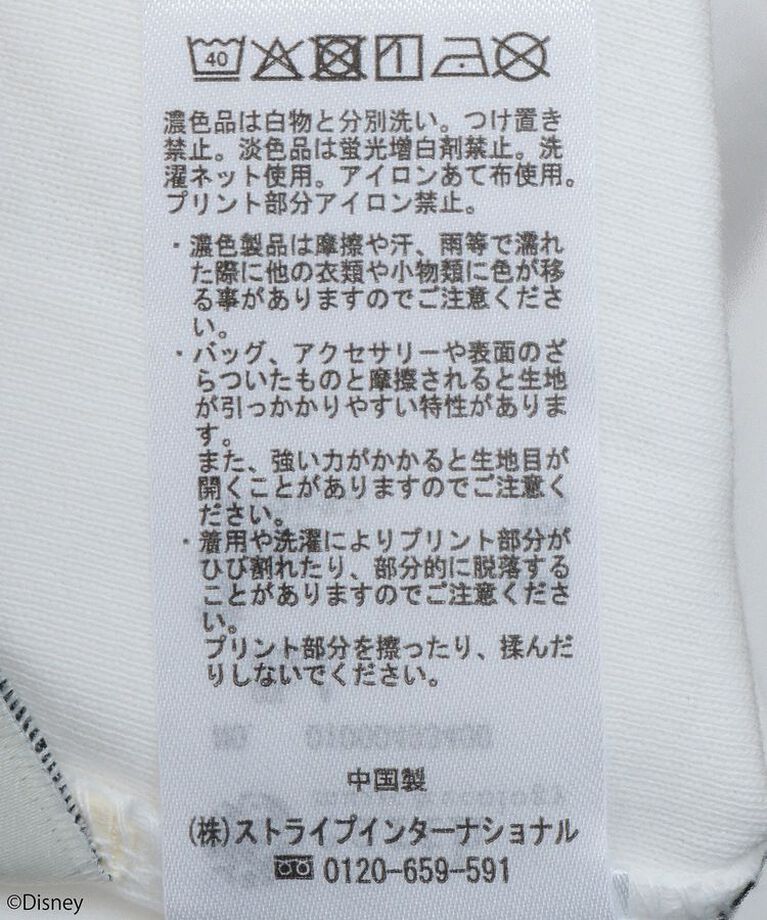 40
濃色品は白物と分別洗い。つけ置き
禁止。淡色品は蛍光増白剤禁止。洗
濯ネット使用。アイロンあて布使用。
プリント部分アイロン禁止。
・濃色製品は摩擦や汗、雨等で濡れ
た際に他の衣類や小物類に色が移
る事がありますのでご注意くださ
い。
・バッグ、アクセサリーや表面のざ
らついたものと摩擦されると生地
が引っかかりやすい特性がありま
す。
また、強い力がかかると生地目が
開くことがありますのでご注意く
ださい。
・着用や洗濯によりプリント部分が
ひび割れたり、部分的に脱落する
ことがありますのでご注意くださ
い。
プリント部分を擦ったり、揉んだ
りしないでください。
中国製
(株)ストライプインターナショナル
0120-659-591
©Disney